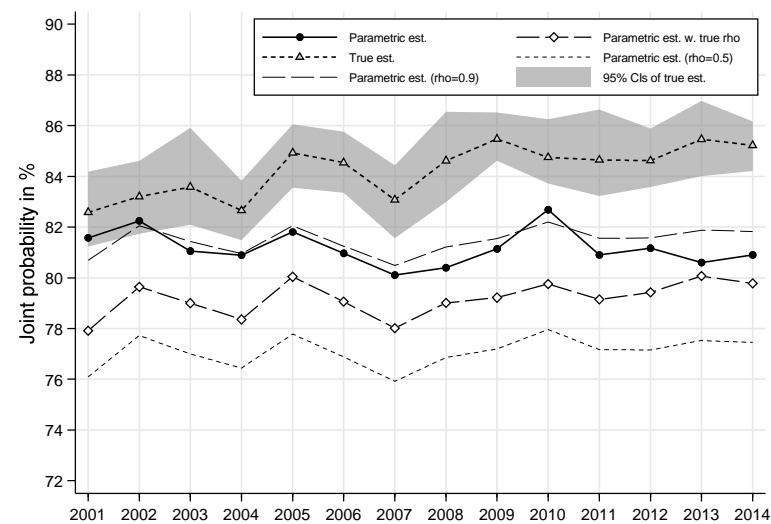 90
88
86
84
82
80
78
76
74
72
Joint probability in %
Parametric est.
Parametric est. w. true rho
True est.
Parametric est. (rho=0.5)
Parametric est. (rho=0.9)
95% CIs of true est.
2001 2002 2003 2004 2005 2006 2007 2008 2009 2010 2011 2012 2013 2014